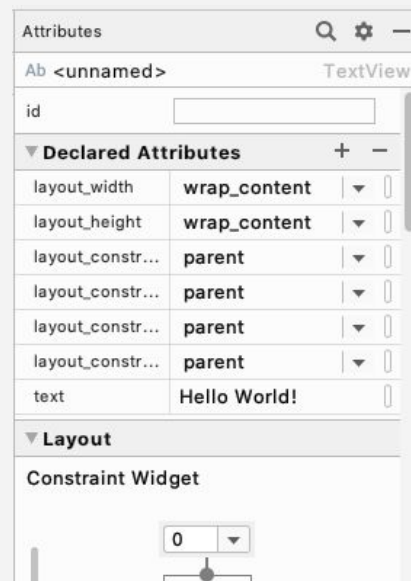 Attributes
Ab <unnamed> TextView
id
Declared Attributes + −
layout_width wrap_content
layout_height wrap_content
layout_constr... parent
layout_constr... parent
layout_constr... parent
layout_constr... parent
text Hello World!
Layout
Constraint Widget
0